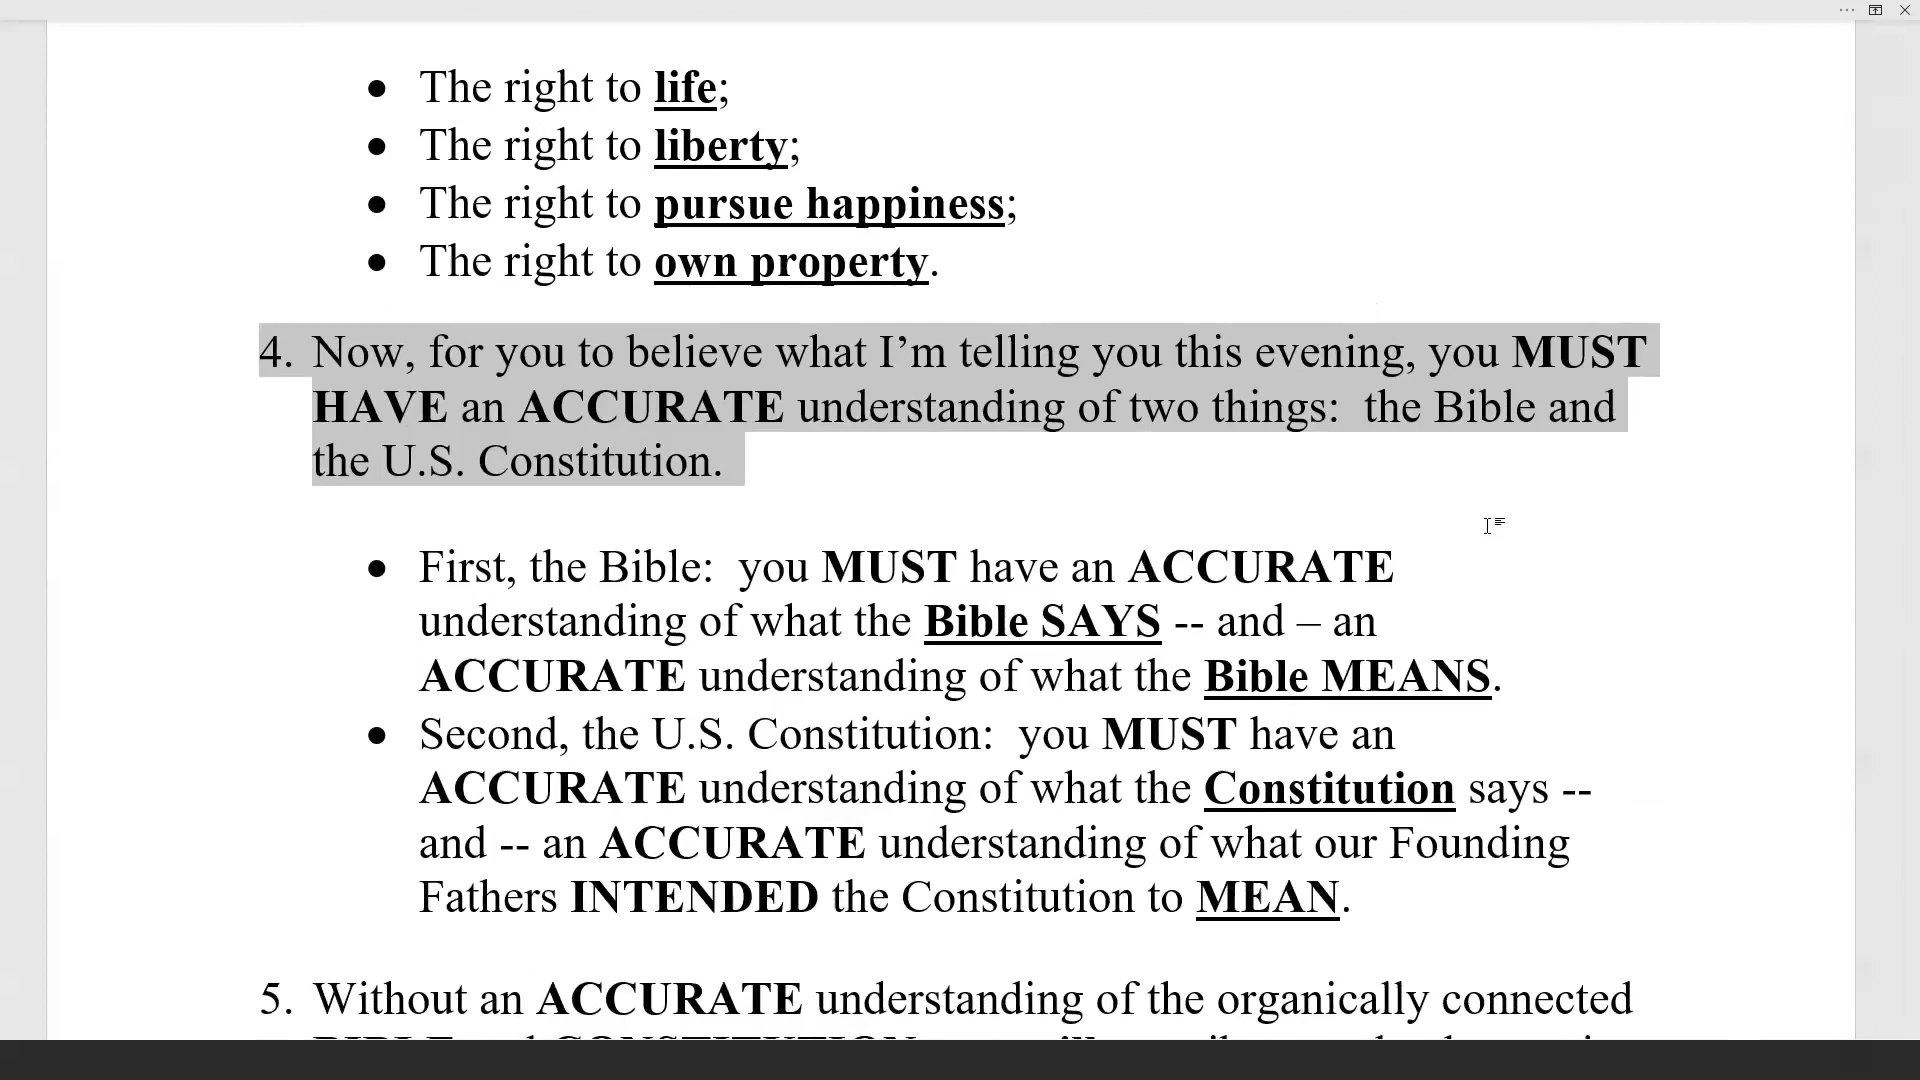 • The right to life;
• The right to liberty;
• The right to pursue happiness;
• The right to own property.
4. Now, for you to believe what I’m telling you this evening, you MUST
HAVE an ACCURATE understanding of two things:  the Bible and
the U.S. Constitution.
• First, the Bible:  you MUST have an ACCURATE
understanding of what the Bible SAYS -- and – an
ACCURATE understanding of what the Bible MEANS.
• Second, the U.S. Constitution:  you MUST have an
ACCURATE understanding of what the Constitution says --
and -- an ACCURATE understanding of what our Founding
Fathers INTENDED the Constitution to MEAN.
5. Without an ACCURATE understanding of the organically connected